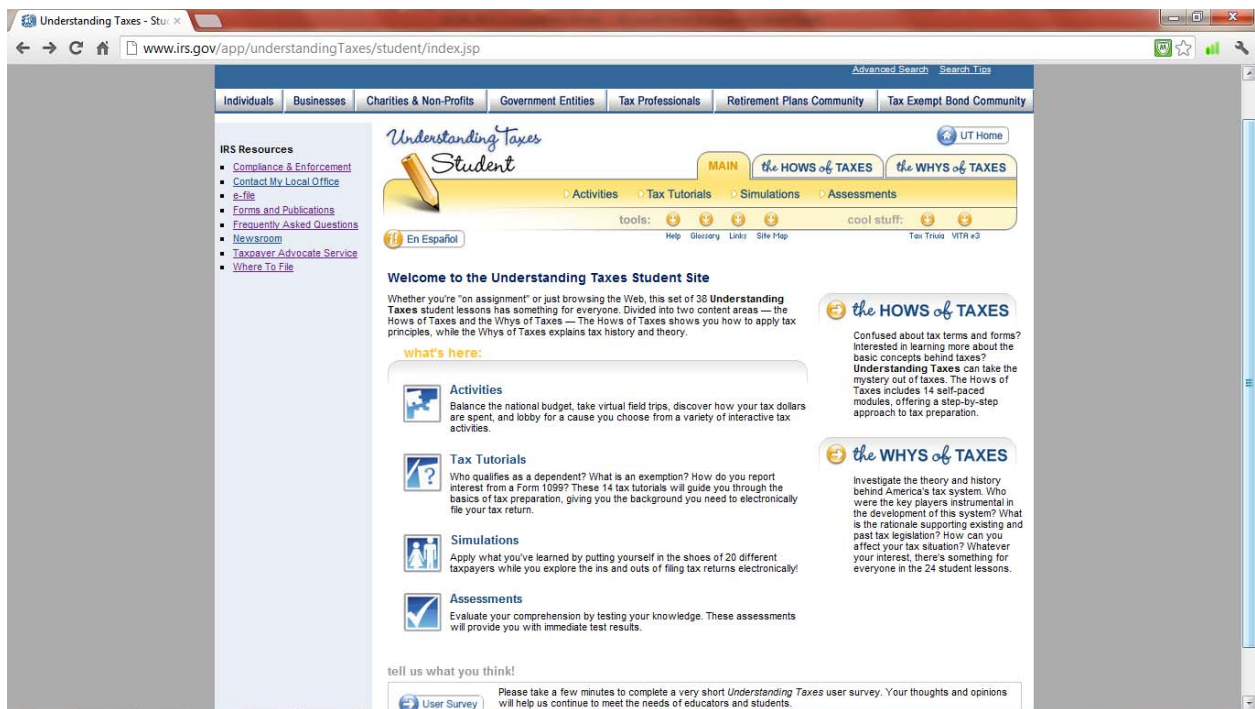 Understanding Taxes - Stuc
www.irs.gov/app/understandingTaxes/student/index.jsp
Advanced Search Search Tips
Individuals Businesses Charities & Non-Profits Government Entities Tax Professionals Retirement Plans Community Tax Exempt Bond Community
IRS Resources
Compliance & Enforcement
Contact My Local Office
e-file
Forms and Publications
Frequently Asked Questions
Newsroom
Taxpayer Advocate Service
Where To File
Understanding Taxes
Student
UT Home
MAIN the HOWS of TAXES the WHYS of TAXES
Activities Tax Tutorials Simulations Assessments
tools: cool stuff:
Help Glossary Links Site Map Tax Trivia VITA e3
En Español
Welcome to the Understanding Taxes Student Site
Whether you're "on assignment" or just browsing the Web, this set of 38 Understanding
Taxes student lessons has something for everyone. Divided into two content areas — the
Hows of Taxes and the Whys of Taxes — The Hows of Taxes shows you how to apply tax
principles, while the Whys of Taxes explains tax history and theory.
what's here:
Activities
Balance the national budget, take virtual field trips, discover how your tax dollars
are spent, and lobby for a cause you choose from a variety of interactive tax
activities.
Tax Tutorials
Who qualifies as a dependent? What is an exemption? How do you report
interest from a Form 1099? These 14 tax tutorials will guide you through the
basics of tax preparation, giving you the background you need to electronically
file your tax return.
Simulations
Apply what you've learned by putting yourself in the shoes of 20 different
taxpayers while you explore the ins and outs of filing tax returns electronically!
Assessments
Evaluate your comprehension by testing your knowledge. These assessments
will provide you with immediate test results.
the HOWS of TAXES
Confused about tax terms and forms?
Interested in learning more about the
basic concepts behind taxes?
Understanding Taxes can take the
mystery out of taxes. The Hows of
Taxes includes 14 self-paced
modules, offering a step-by-step
approach to tax preparation.
the WHYS of TAXES
Investigate the theory and history
behind America's tax system. Who
were the key players instrumental in
the development of this system? What
is the rationale supporting existing and
past tax legislation? How can you
affect your tax situation? Whatever
your interest, there's something for
everyone in the 24 student lessons.
tell us what you think!
User Survey
Please take a few minutes to complete a very short Understanding Taxes user survey. Your thoughts and opinions
will help us continue to meet the needs of educators and students.